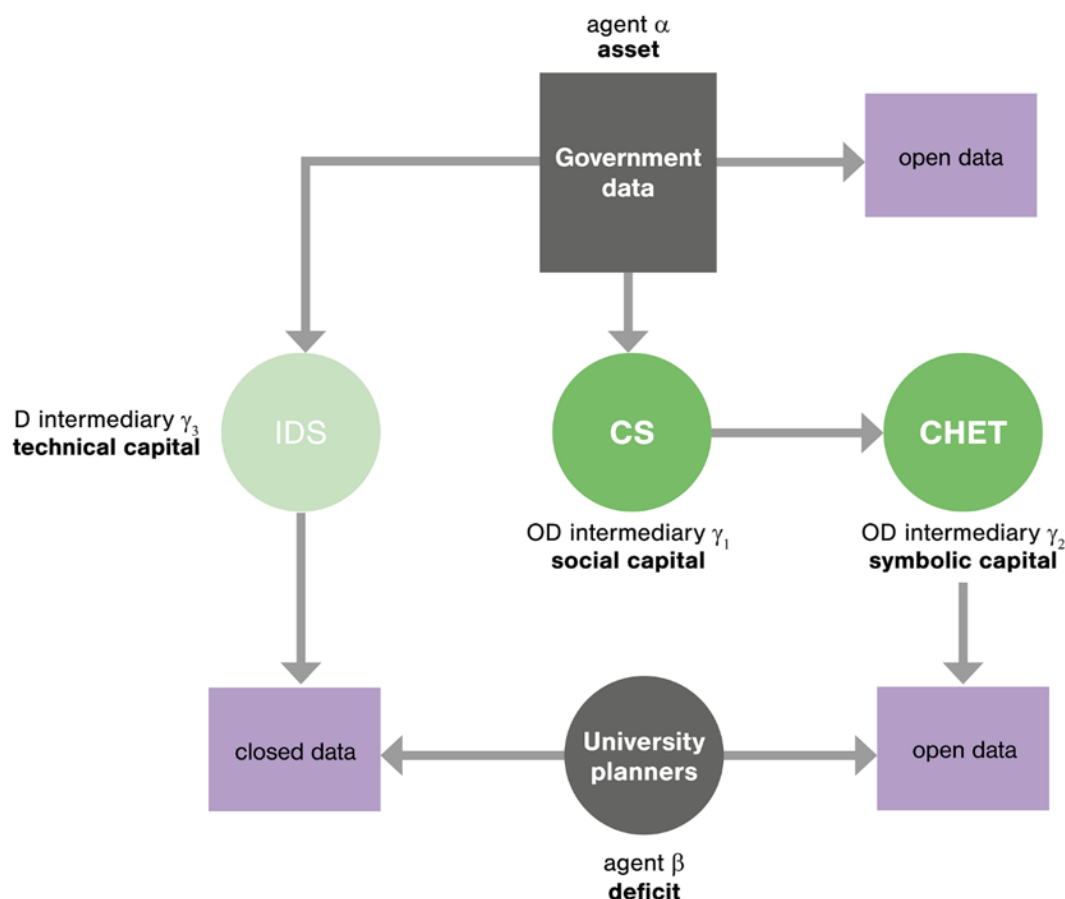 agent α
asset
Government
data
open data
IDS
D intermediary γ₃
technical capital
CS
OD intermediary γ₁
social capital
CHET
OD intermediary γ₂
symbolic capital
closed data
University
planners
open data
agent β
deficit